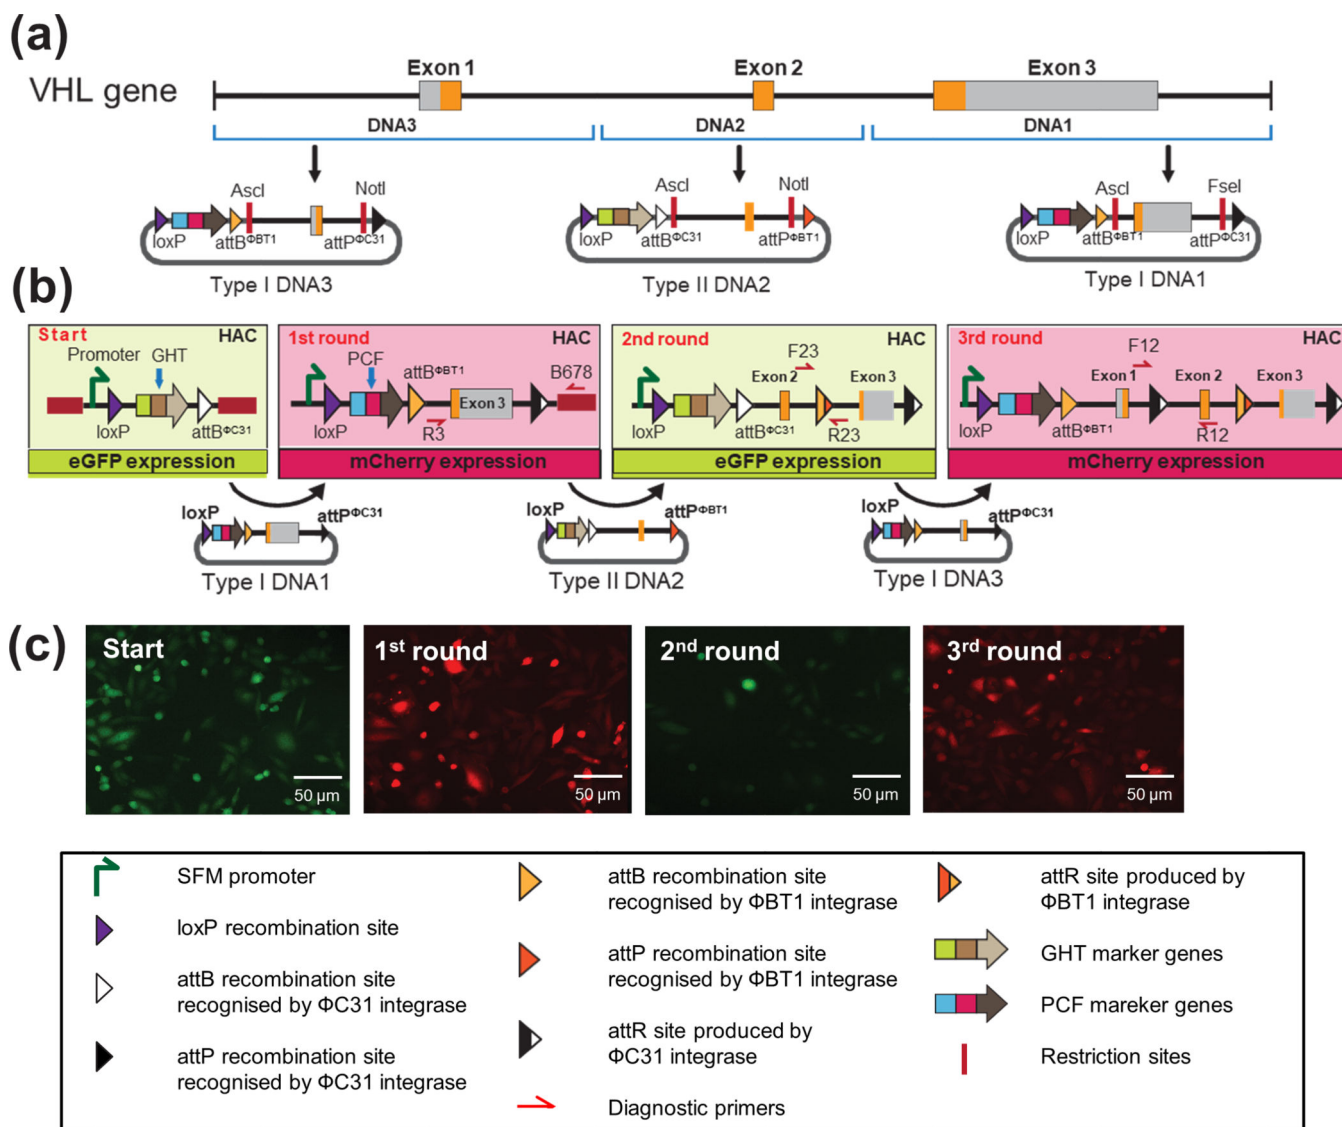 (a)
Exon 1
Exon 2
Exon 3
VHL gene
DNA3
DNA2
DNA1
AscI
NotI
loxP
attBΦBT1
attPΦC31
Type I DNA3
AscI
NotI
loxP
attBΦC31
attPΦBT1
Type II DNA2
AscI
FseI
loxP
attBΦBT1
attPΦC31
Type I DNA1
(b)
Start
HAC
Promoter
GHT
loxP
attBΦC31
eGFP expression
1st round
HAC
PCF
attBΦBT1
B678
Exon 3
loxP
R3
mCherry expression
2nd round
HAC
F23
Exon 2
Exon 3
loxP
attBΦC31
R23
eGFP expression
3rd round
HAC
F12
Exon 1
Exon 2
Exon 3
loxP
attBΦBT1
R12
mCherry expression
loxP
attPΦC31
Type I DNA1
loxP
attPΦBT1
Type II DNA2
loxP
attPΦC31
Type I DNA3
(c)
Start
50 µm
1st round
50 µm
2nd round
50 µm
3rd round
50 µm
SFM promoter
loxP recombination site
attB recombination site
recognised by ΦC31 integrase
attP recombination site
recognised by ΦC31 integrase
attB recombination site
recognised by ΦBT1 integrase
attP recombination site
recognised by ΦBT1 integrase
attR site produced by
ΦC31 integrase
Diagnostic primers
attR site produced by
ΦBT1 integrase
GHT marker genes
PCF mareker genes
Restriction sites